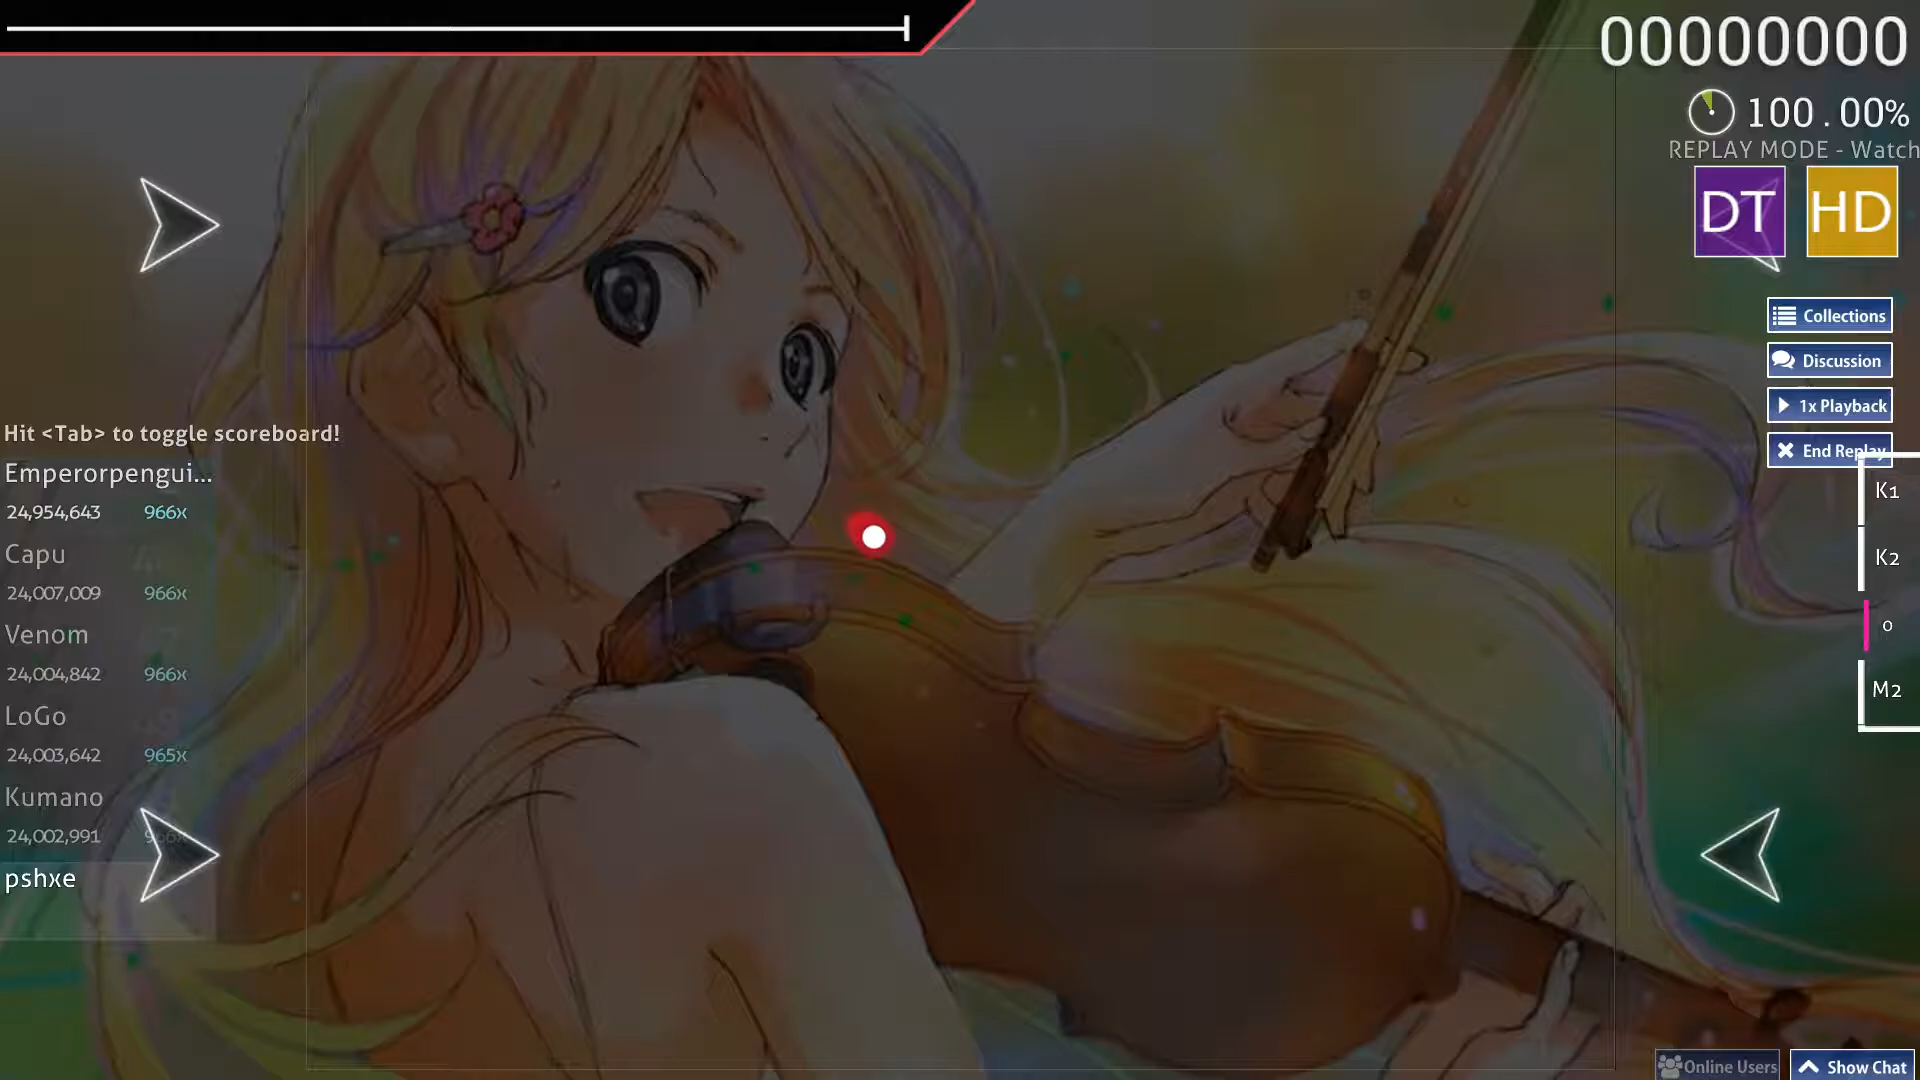 00000000
100.00%
REPLAY MODE - Watch
DT HD
Collections
Discussion
1x Playback
End Replay
K1
K2
0
M2
Hit <Tab> to toggle scoreboard!
Emperorpengui...
24,954,643 966x
Capu
24,007,009 966x
Venom
24,004,842 966x
LoGo
24,003,642 965x
Kumano
24,002,991 966x
pshxe
Online Users
Show Chat